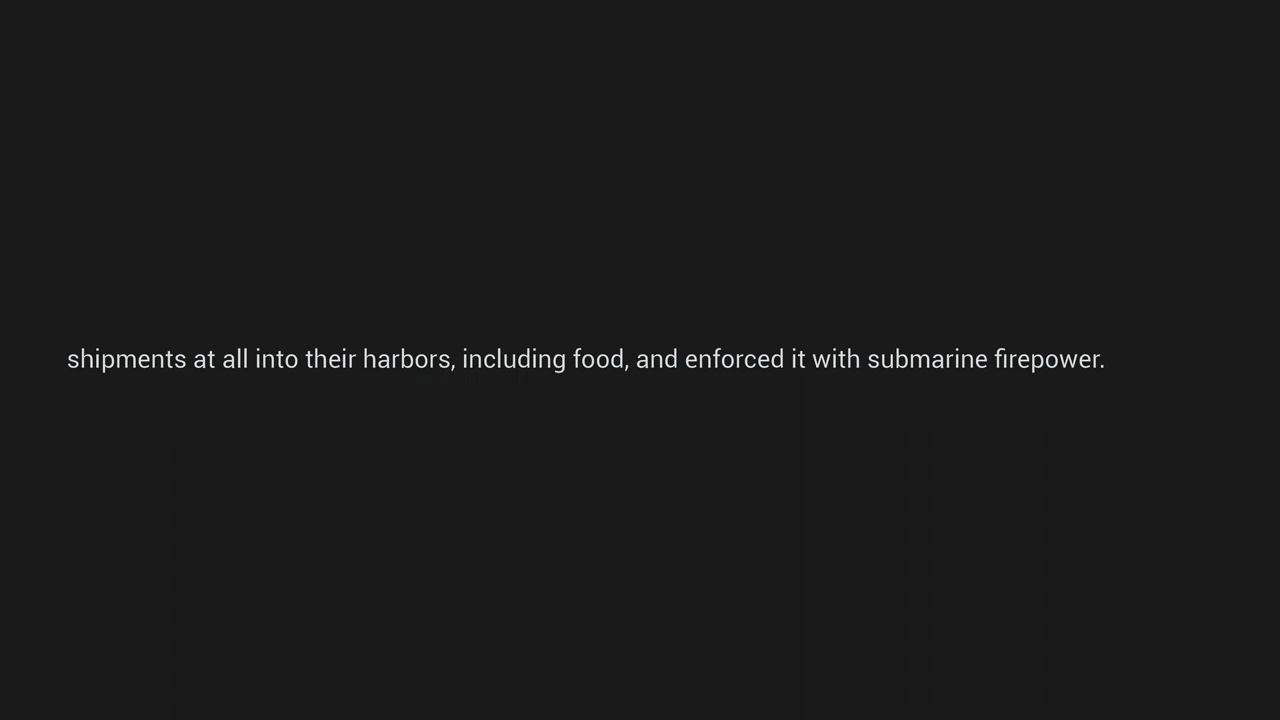 shipments at all into their harbors, including food, and enforced it with submarine firepower.